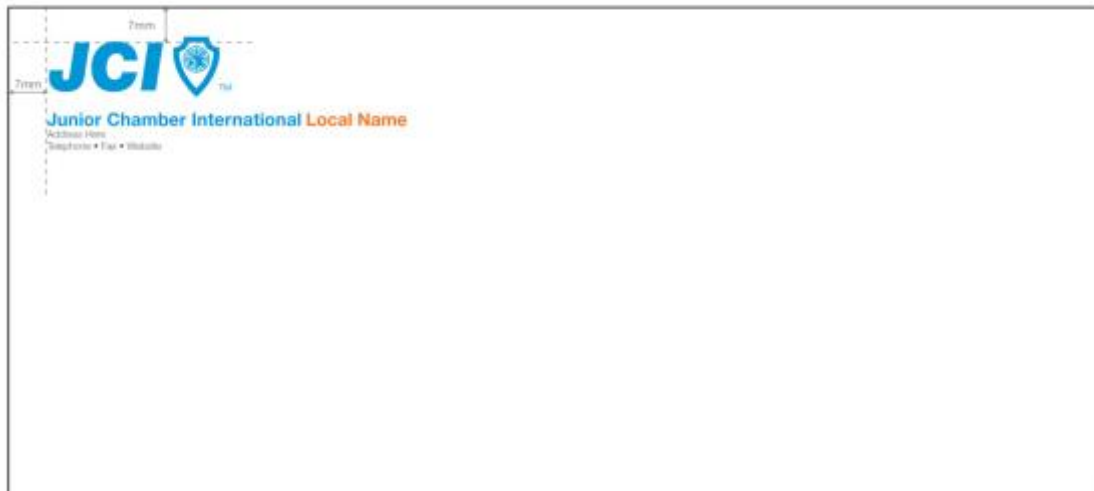 7mm
JCI
7mm
TM
Junior Chamber International Local Name
Address Here
Telephone • Fax • Website